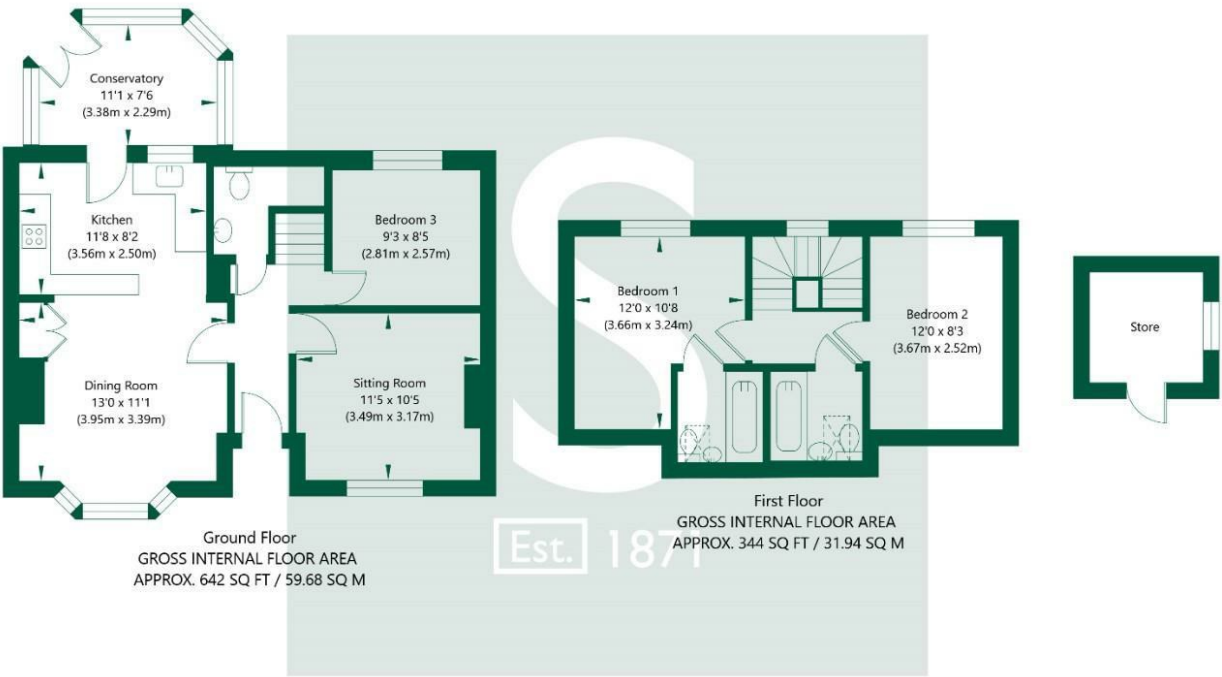 Conservatory
11'1 x 7'6
(3.38m x 2.29m)
Kitchen
11'8 x 8'2
(3.56m x 2.50m)
Bedroom 3
9'3 x 8'5
(2.81m x 2.57m)
Dining Room
13'0 x 11'1
(3.95m x 3.39m)
Sitting Room
11'5 x 10'5
(3.49m x 3.17m)
Ground Floor
GROSS INTERNAL FLOOR AREA
APPROX. 642 SQ FT / 59.68 SQ M
Bedroom 1
12'0 x 10'8
(3.66m x 3.24m)
Bedroom 2
12'0 x 8'3
(3.67m x 2.52m)
First Floor
GROSS INTERNAL FLOOR AREA
APPROX. 344 SQ FT / 31.94 SQ M
Store
S
Est. 1871